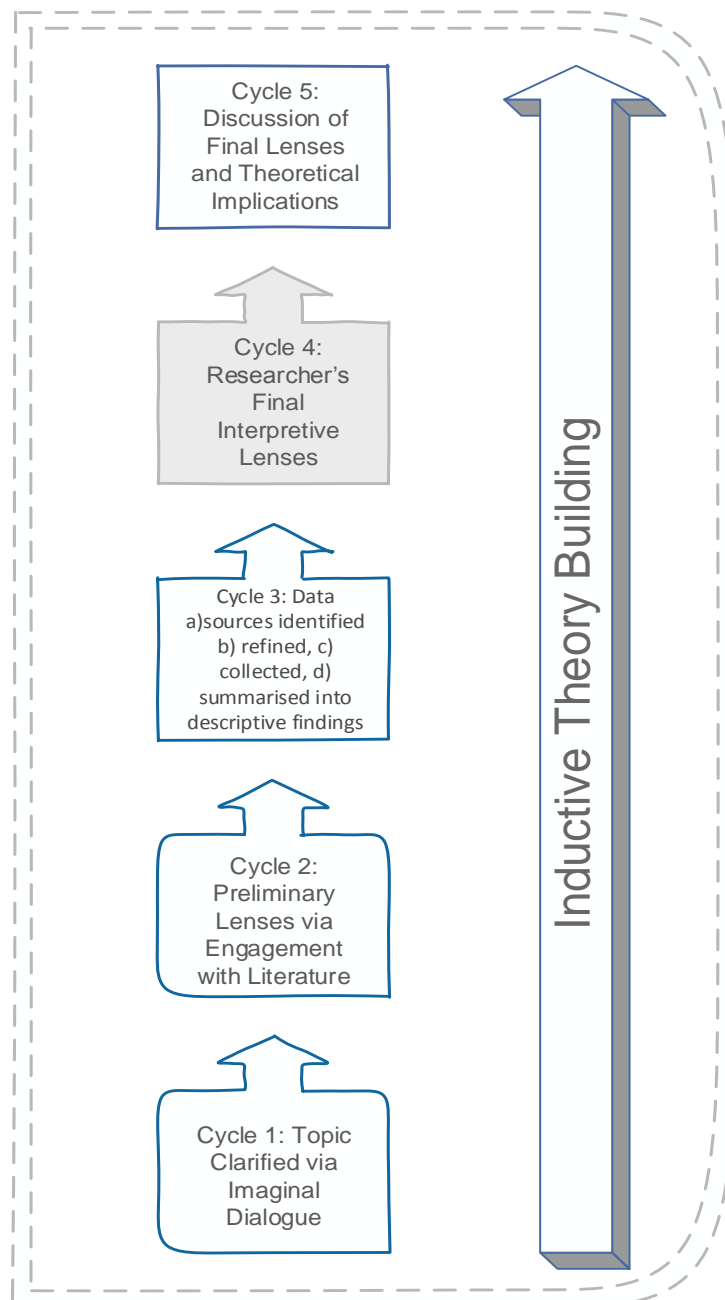 Cycle 5:
Discussion of
Final Lenses
and Theoretical
Implications
Cycle 4:
Researcher's
Final
Interpretive
Lenses
Cycle 3: Data
a)sources identified
b) refined, c)
collected, d)
summarised into
descriptive findings
Cycle 2:
Preliminary
Lenses via
Engagement
with Literature
Cycle 1: Topic
Clarified via
Imaginal
Dialogue
Inductive Theory Building